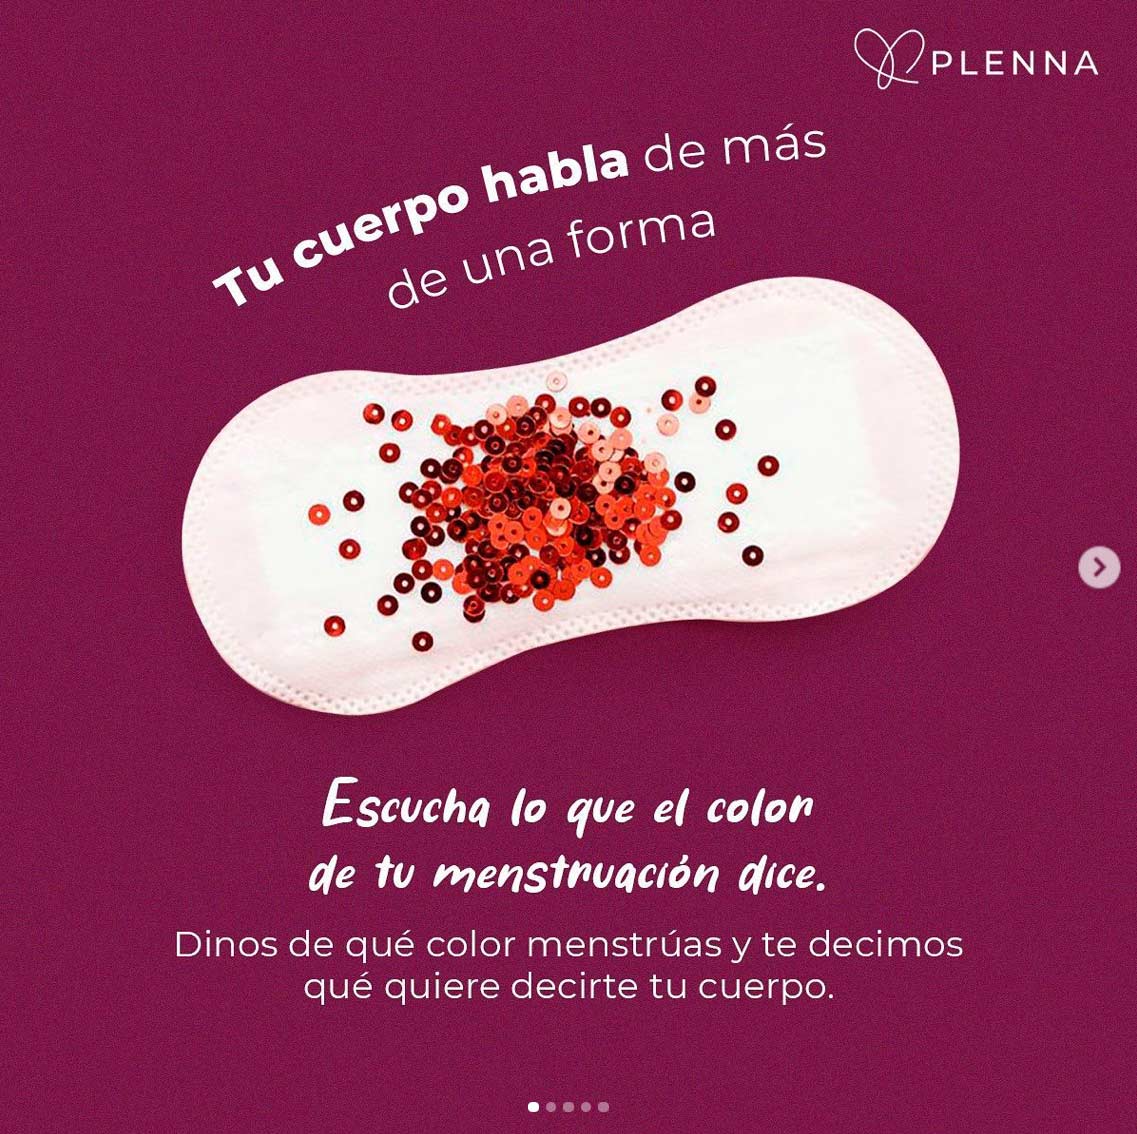 PLENNA
Tu cuerpo habla de más
de una forma
Escucha lo que el color
de tu menstruación dice.
Dinos de qué color menstrúas y te decimos
qué quiere decirte tu cuerpo.